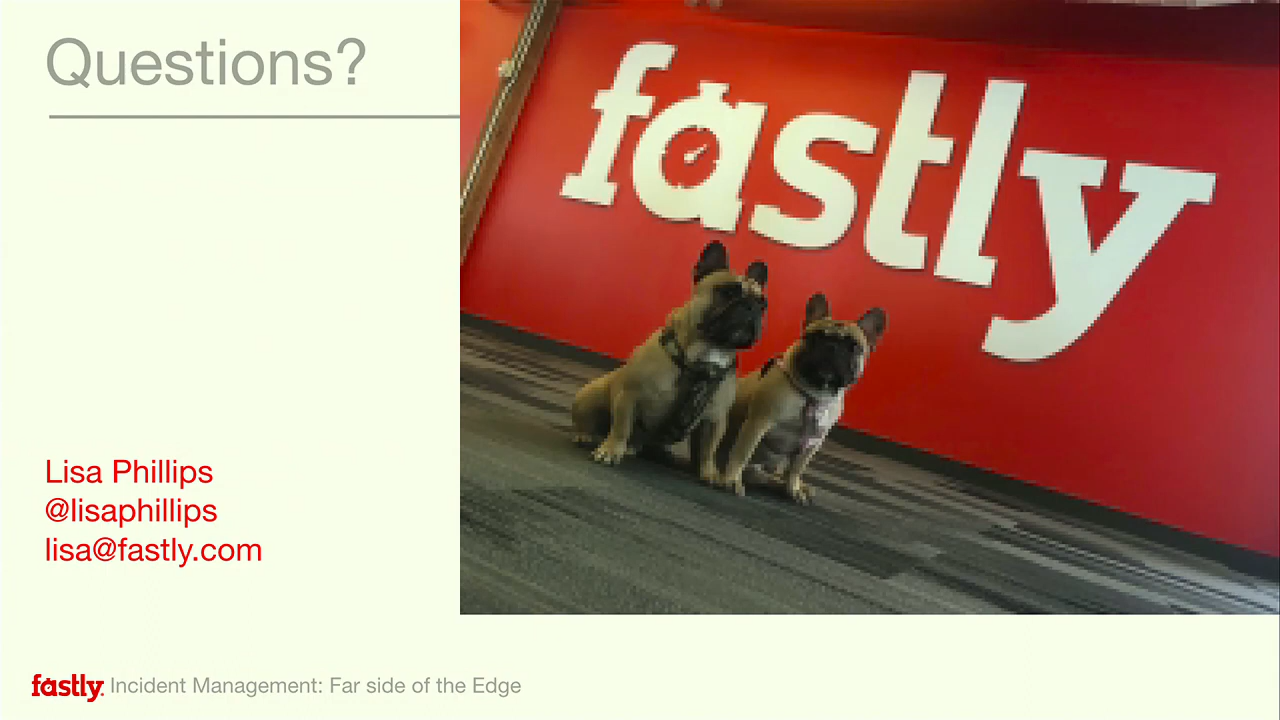 Questions?
fastly
Lisa Phillips
@lisaphillips
lisa@fastly.com
fastly. Incident Management: Far side of the Edge